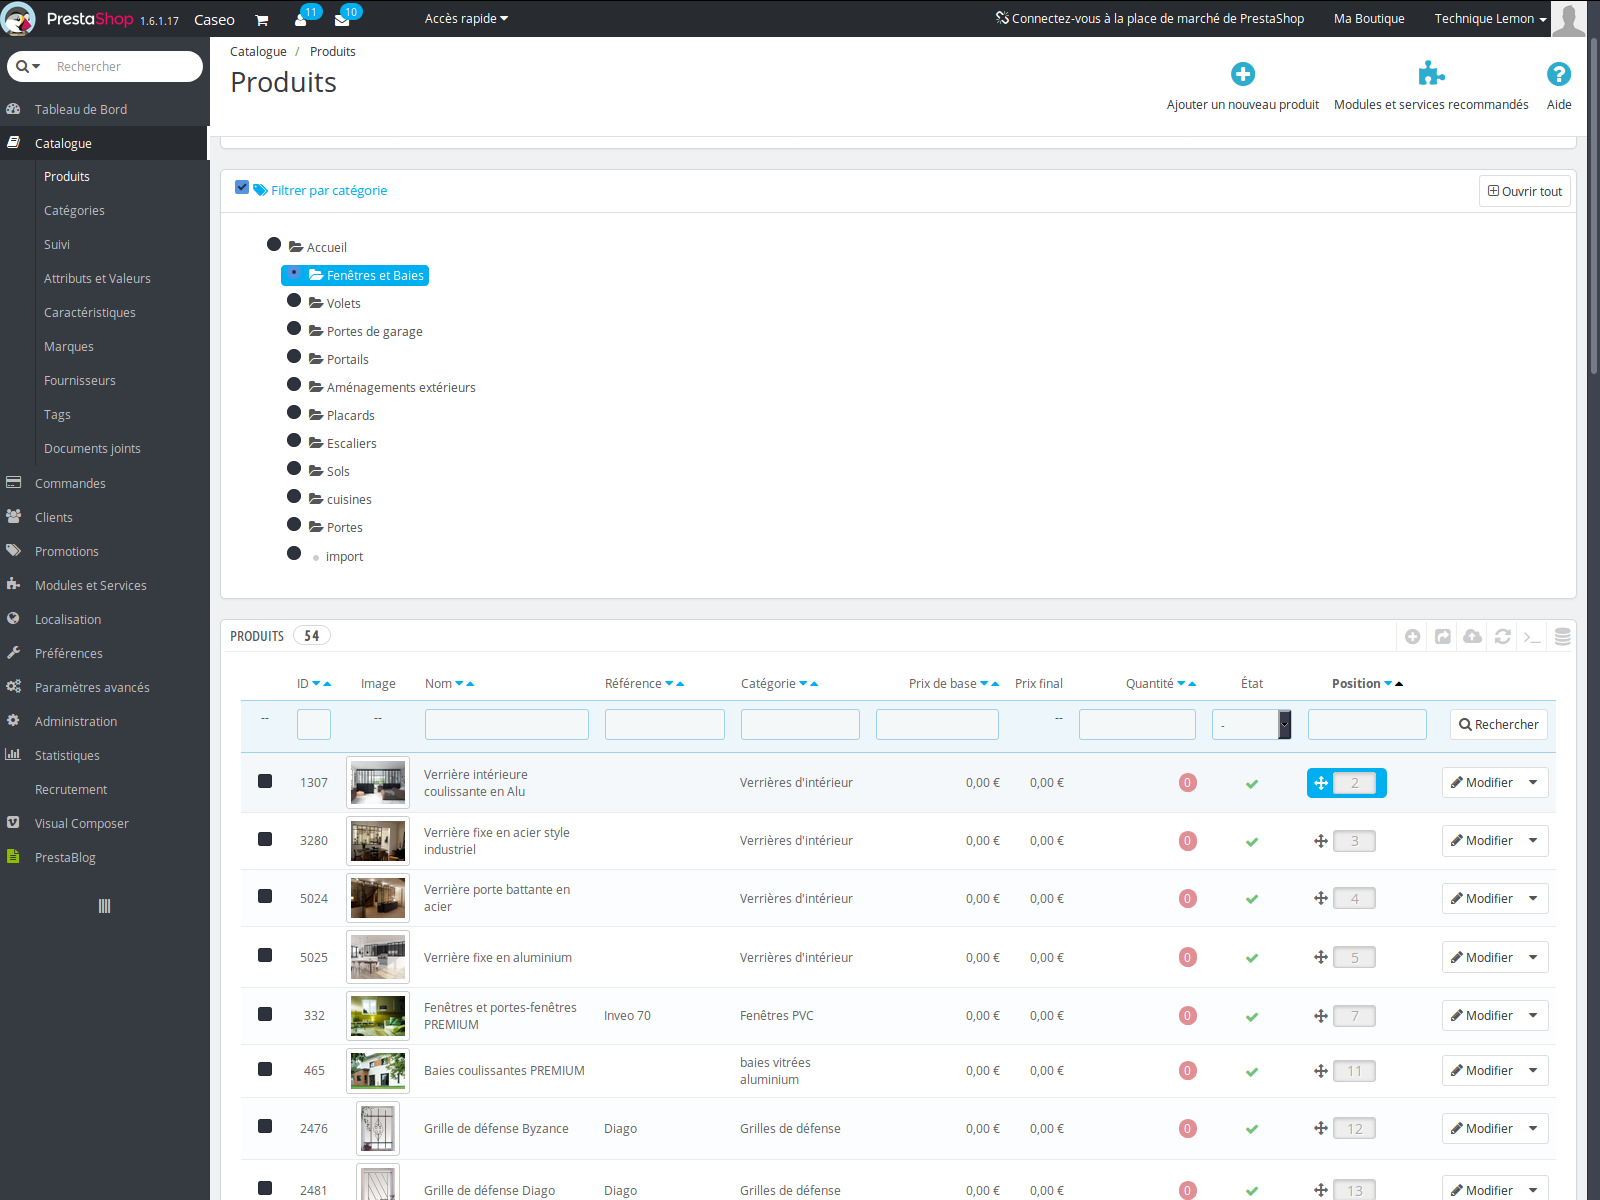 PrestaShop 1.6.1.17 Caseo 11 10 Accès rapide Connectez-vous à la place de marché de PrestaShop Ma Boutique Technique Lemon
Rechercher
Tableau de Bord
Catalogue
Produits
Catégories
Suivi
Attributs et Valeurs
Caractéristiques
Marques
Fournisseurs
Tags
Documents joints
Commandes
Clients
Promotions
Modules et Services
Localisation
Préférences
Paramètres avancés
Administration
Statistiques
Recrutement
Visual Composer
PrestaBlog
Catalogue / Produits
Produits
Ajouter un nouveau produit Modules et services recommandés Aide
Filtrer par catégorie Ouvrir tout
Accueil
Fenêtres et Baies
Volets
Portes de garage
Portails
Aménagements extérieurs
Placards
Escaliers
Sols
cuisines
Portes
import
PRODUITS 54
ID Image Nom Référence Catégorie Prix de base Prix final Quantité État Position
-- -- -- - Rechercher
1307 Verrière intérieure coulissante en Alu Verrières d'intérieur 0,00 € 0,00 € 0 2 Modifier
3280 Verrière fixe en acier style industriel Verrières d'intérieur 0,00 € 0,00 € 0 3 Modifier
5024 Verrière porte battante en acier Verrières d'intérieur 0,00 € 0,00 € 0 4 Modifier
5025 Verrière fixe en aluminium Verrières d'intérieur 0,00 € 0,00 € 0 5 Modifier
332 Fenêtres et portes-fenêtres PREMIUM Inveo 70 Fenêtres PVC 0,00 € 0,00 € 0 7 Modifier
465 Baies coulissantes PREMIUM baies vitrées aluminium 0,00 € 0,00 € 0 11 Modifier
2476 Grille de défense Byzance Diago Grilles de défense 0,00 € 0,00 € 0 12 Modifier
2481 Grille de défense Diago Diago Grilles de défense 0,00 € 0,00 € 0 13 Modifier